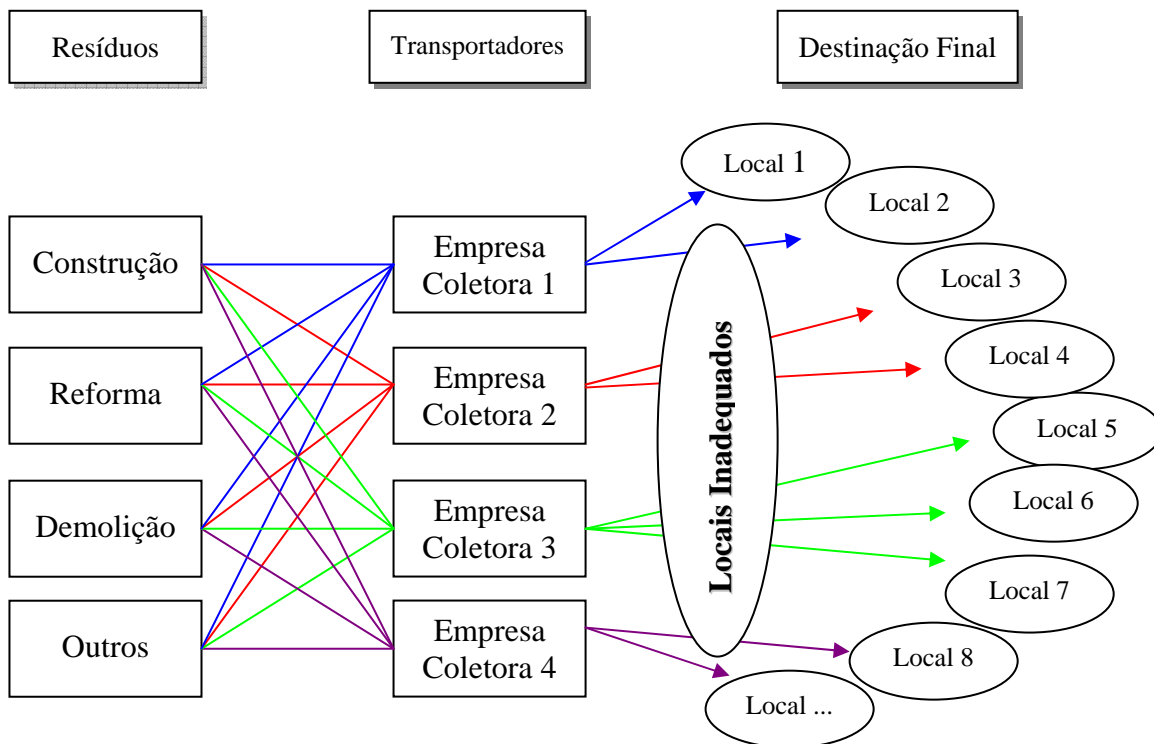 Resíduos
Transportadores
Destinação Final
Construção
Reforma
Demolição
Outros
Empresa
Coletora 1
Empresa
Coletora 2
Empresa
Coletora 3
Empresa
Coletora 4
Locais Inadequados
Local 1
Local 2
Local 3
Local 4
Local 5
Local 6
Local 7
Local 8
Local ...